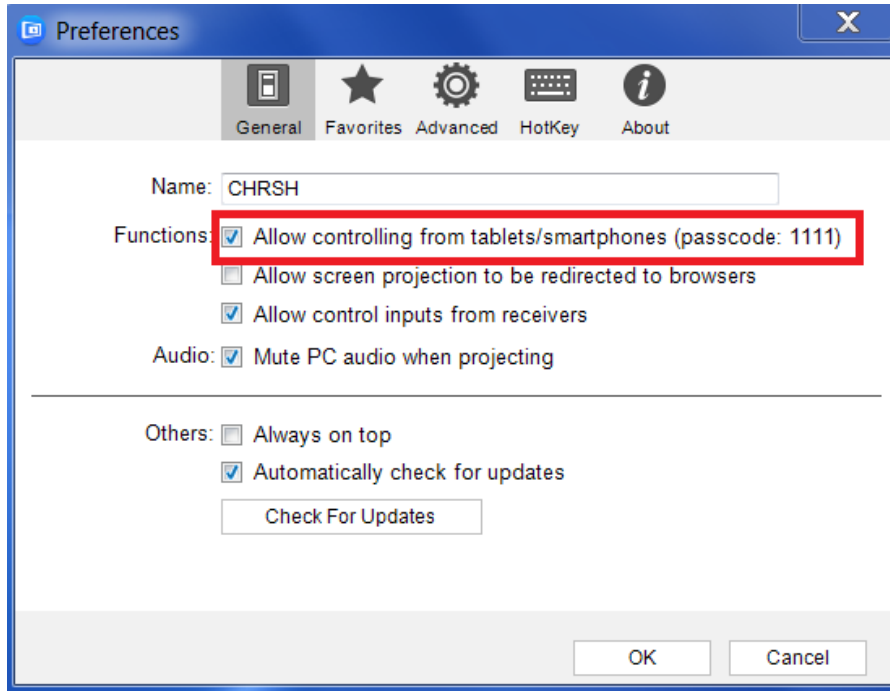 Preferences
X
General Favorites Advanced HotKey About
Name: CHRSH
Functions: Allow controlling from tablets/smartphones (passcode: 1111)
Allow screen projection to be redirected to browsers
Allow control inputs from receivers
Audio: Mute PC audio when projecting
Others: Always on top
Automatically check for updates
Check For Updates
OK Cancel